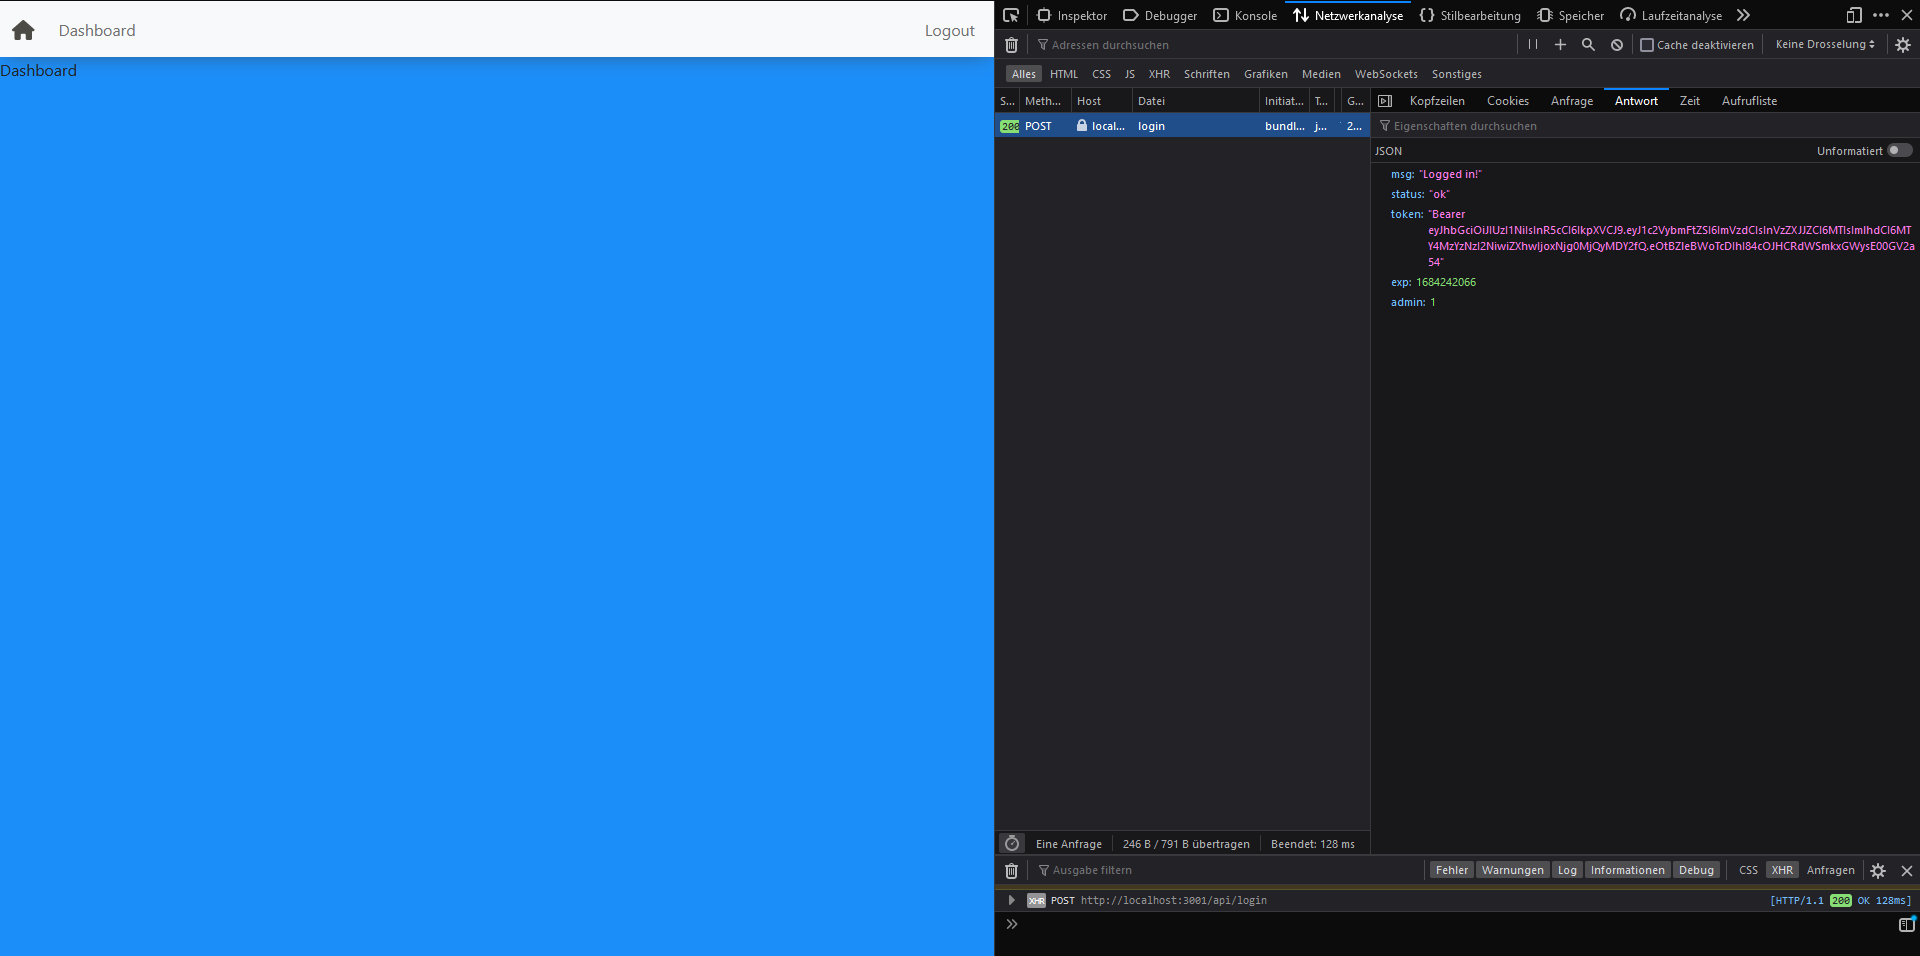 Dashboard
Logout
Dashboard
Inspektor
Debugger
Konsole
Netzwerkanalyse
Stilbearbeitung
Speicher
Laufzeitanalyse
Adressen durchsuchen
Cache deaktivieren
Keine Drosselung
Alles HTML CSS JS XHR Schriften Grafiken Medien WebSockets Sonstiges
S... Meth... Host Datei Initiat... T... G...
200 POST local... login bundl... j... 2...
Kopfzeilen Cookies Anfrage Antwort Zeit Aufrufliste
Eigenschaften durchsuchen
JSON
Unformatiert
msg: "Logged in!"
status: "ok"
token: "Bearer
54"
exp: 1684242066
admin: 1
Eine Anfrage
246 B / 791 B übertragen
Beendet: 128 ms
Ausgabe filtern
Fehler Warnungen Log Informationen Debug CSS XHR Anfragen
XHR POST http://localhost:3001/api/login
[HTTP/1.1 200 OK 128ms]